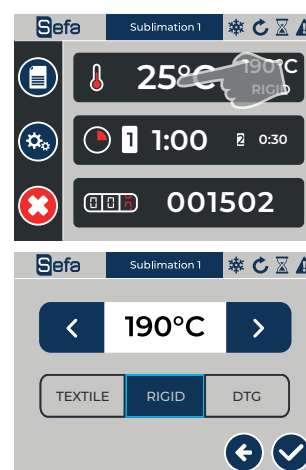 Sefa Sublimation 1
25°C 190°C
RIGID
1 1:00 2 0:30
001502
Sefa Sublimation 1
190°C
TEXTILE RIGID DTG